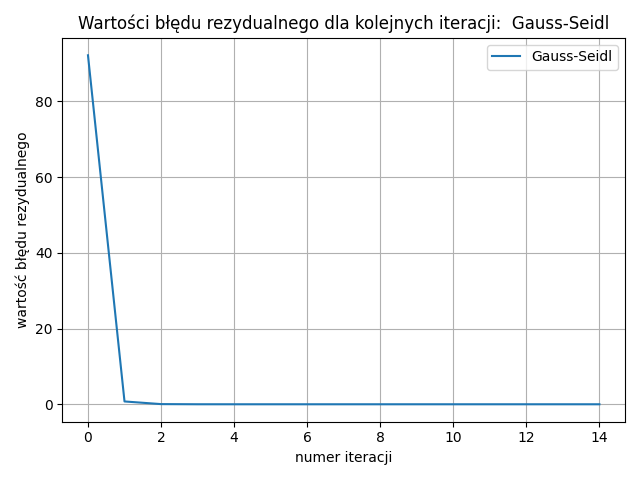 Wartości błędu rezydualnego dla kolejnych iteracji:  Gauss-Seidl
Gauss-Seidl
wartość błędu rezydualnego
80
60
40
20
0
0 2 4 6 8 10 12 14
numer iteracji